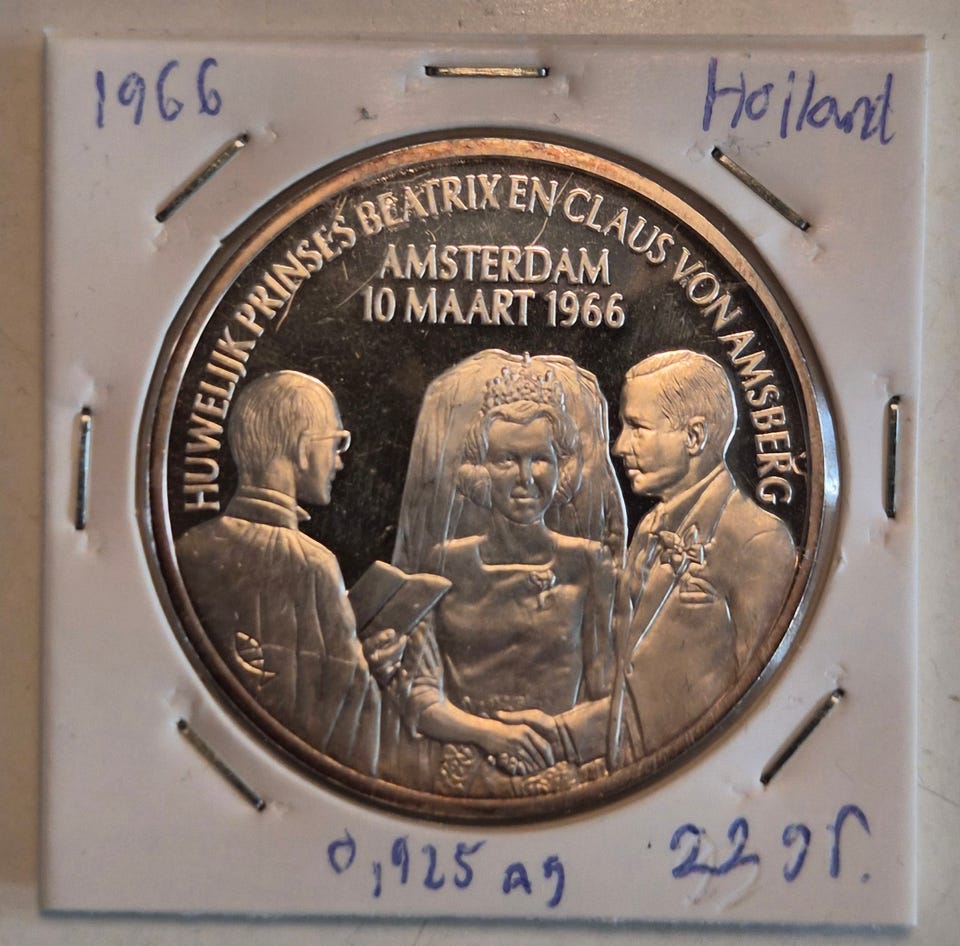 1966
Holland
HUWELIJK PRINSES BEATRIX EN CLAUS VON AMSBERG
AMSTERDAM
10 MAART 1966
0,925 Ag
22 gr.